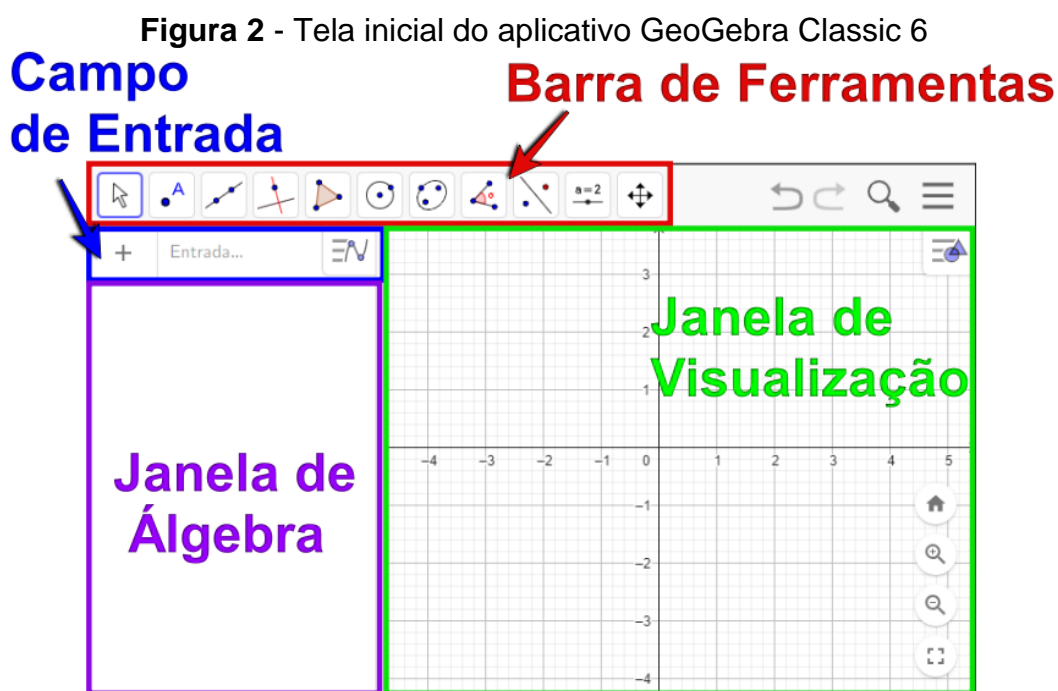 Figura 2 - Tela inicial do aplicativo GeoGebra Classic 6
Campo
de Entrada
Barra de Ferramentas
A
a=2
Entrada...
3
Janela de
2
Visualização
1
Janela de
Álgebra
-4 -3 -2 -1 0 1 2 3 4 5
-1
-2
-3
-4